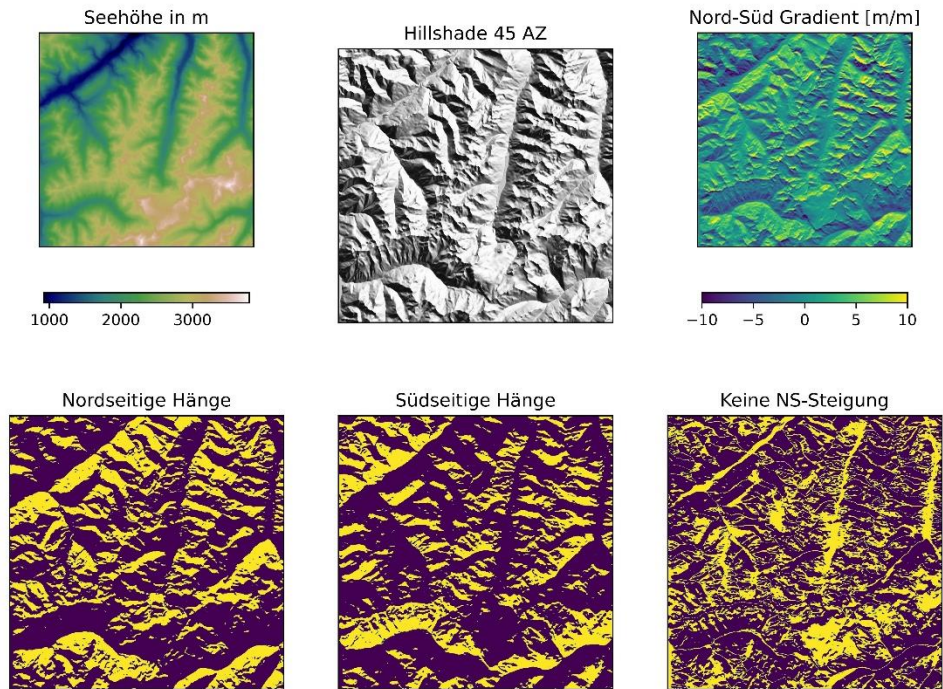 Seehöhe in m
Hillshade 45 AZ
Nord-Süd Gradient [m/m]
1000 2000 3000
−10 −5 0 5 10
Nordseitige Hänge
Südseitige Hänge
Keine NS-Steigung